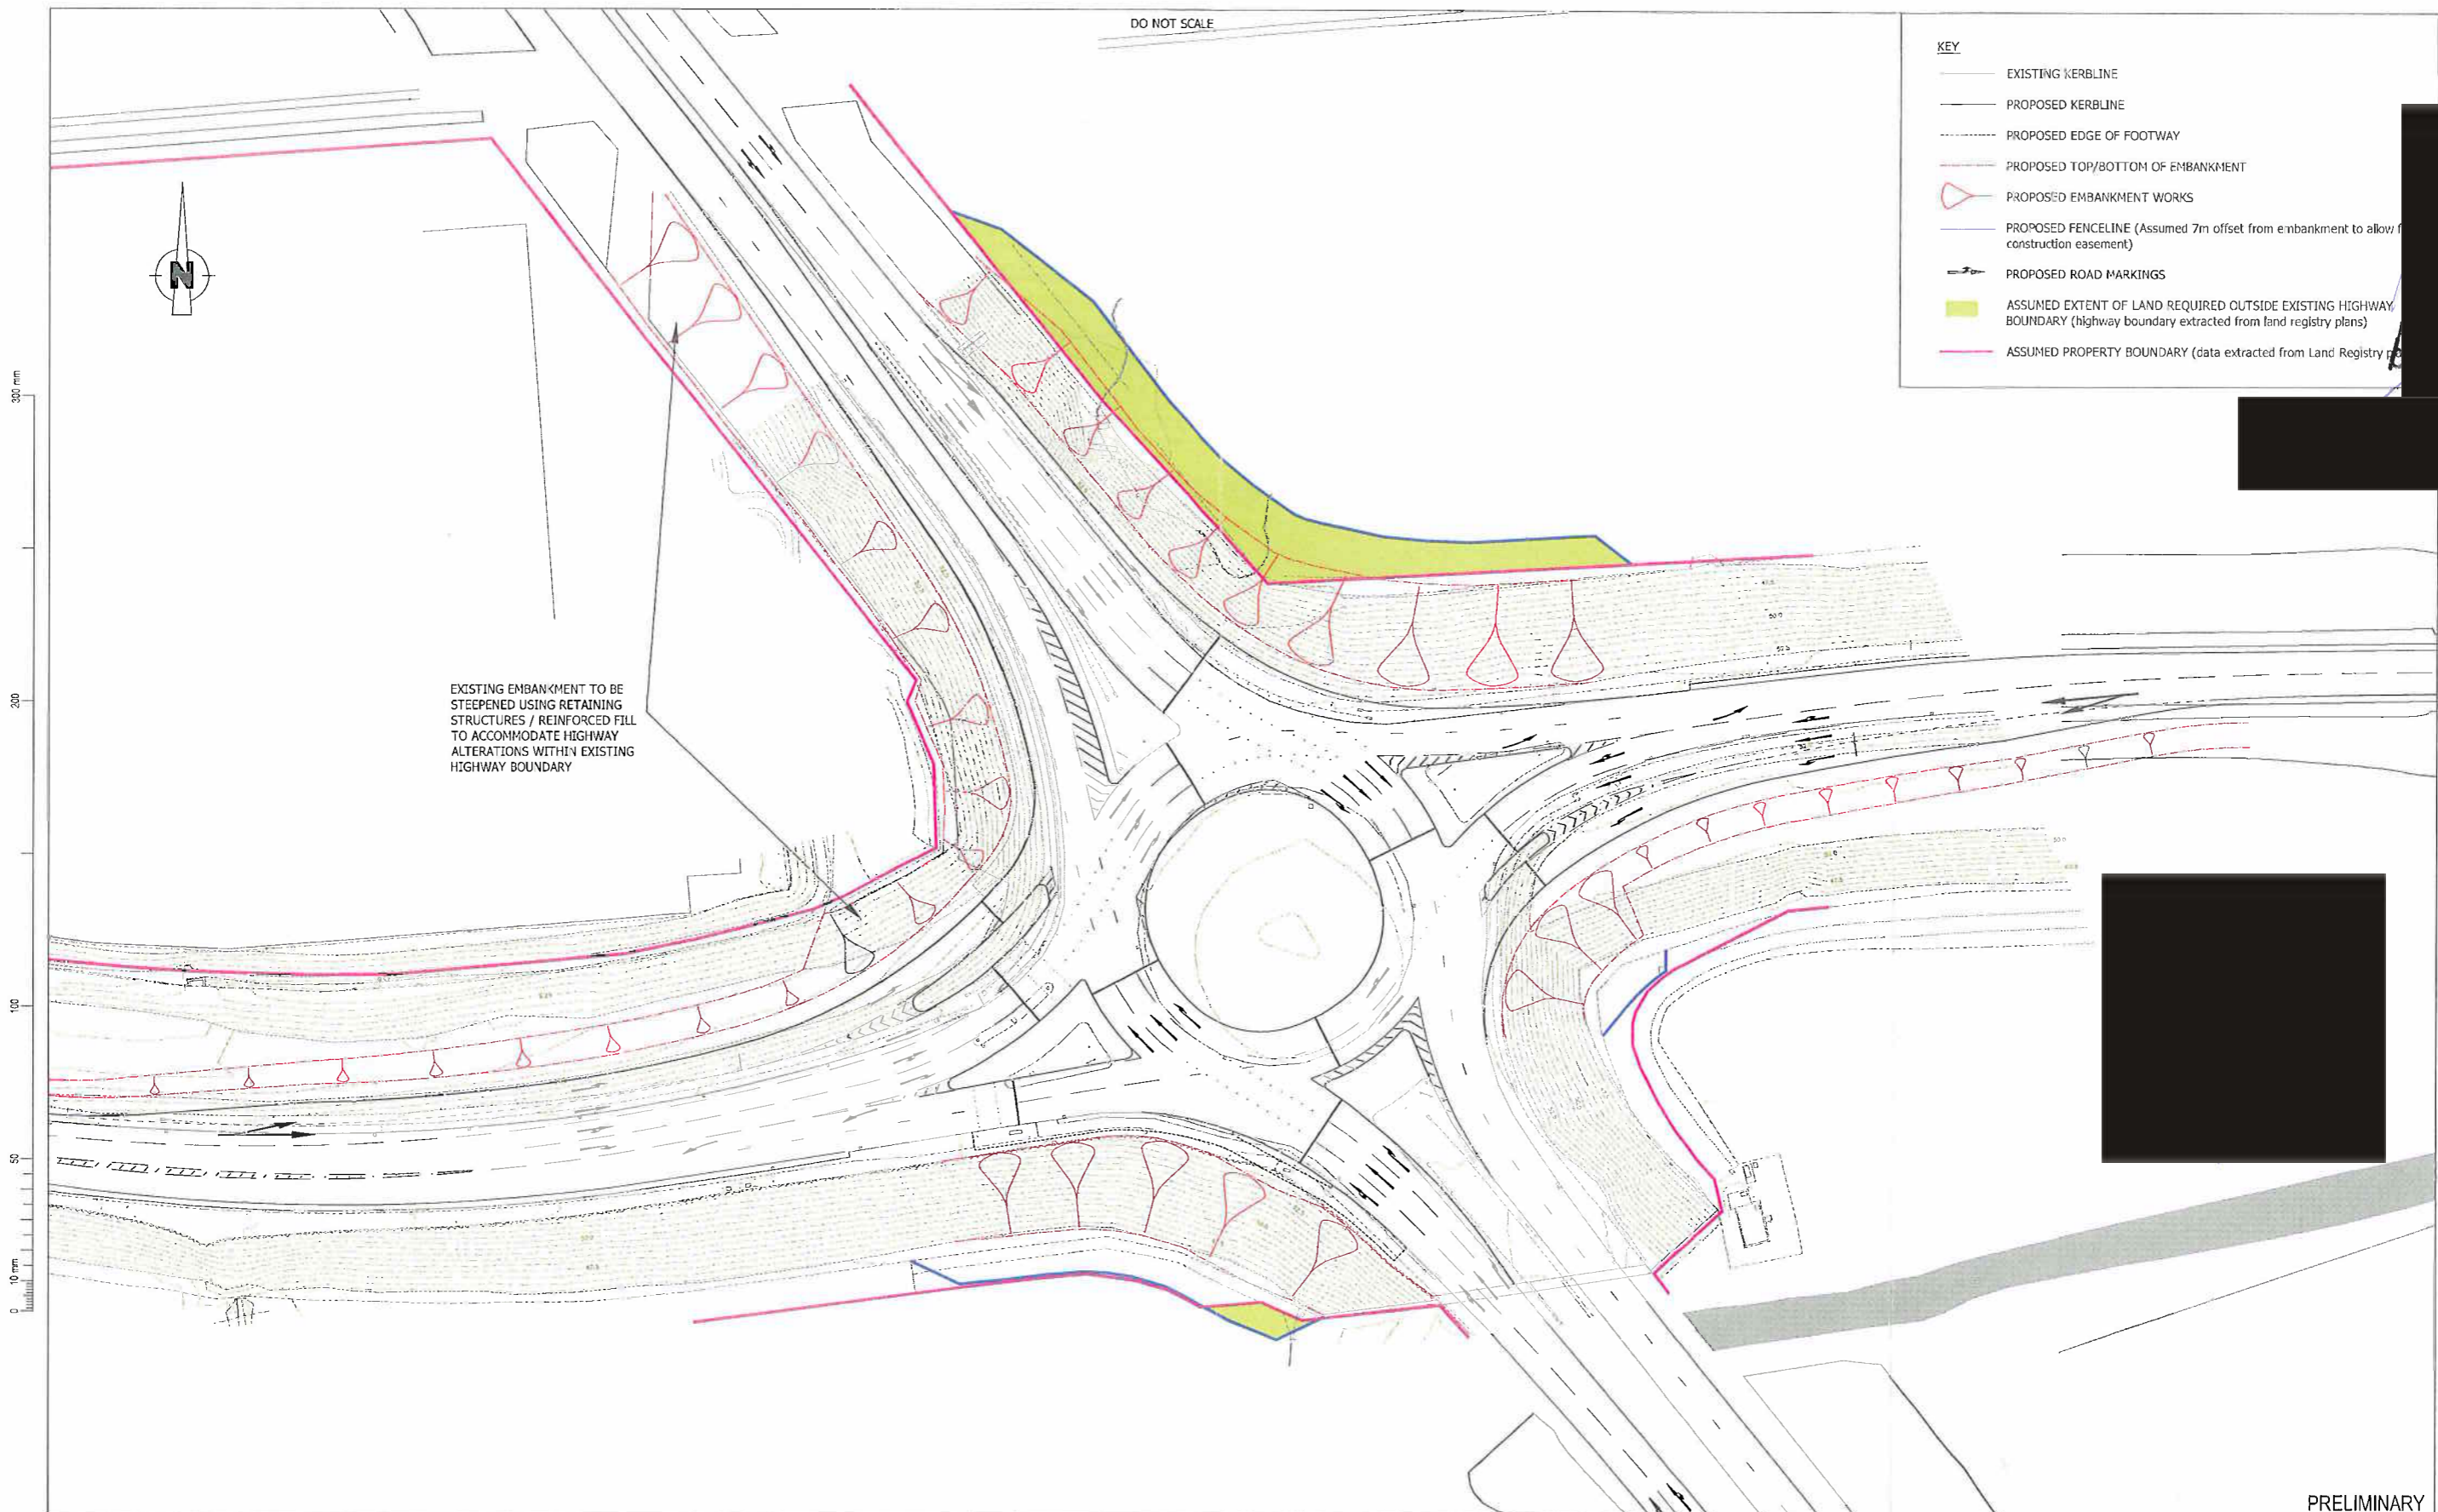 DO NOT SCALE
KEY
EXISTING KERBLINE
PROPOSED KERBLINE
PROPOSED EDGE OF FOOTWAY
PROPOSED TOP/BOTTOM OF EMBANKMENT
PROPOSED EMBANKMENT WORKS
PROPOSED FENCELINE (Assumed 7m offset from embankment to allow
construction easement)
PROPOSED ROAD MARKINGS
ASSUMED EXTENT OF LAND REQUIRED OUTSIDE EXISTING HIGHWAY
BOUNDARY (highway boundary extracted from land registry plans)
ASSUMED PROPERTY BOUNDARY (data extracted from Land Registry
N
300 mm
200
100
50
10 mm
0
EXISTING EMBANKMENT TO BE
STEEPENED USING RETAINING
STRUCTURES / REINFORCED FILL
TO ACCOMMODATE HIGHWAY
ALTERATIONS WITHIN EXISTING
HIGHWAY BOUNDARY
PRELIMINARY